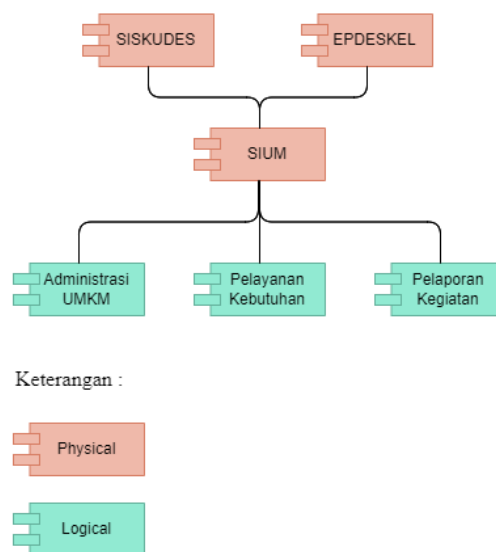 SISKUDES
EPDESKEL
SIUM
Administrasi
UMKM
Pelayanan
Kebutuhan
Pelaporan
Kegiatan
Keterangan :
Physical
Logical